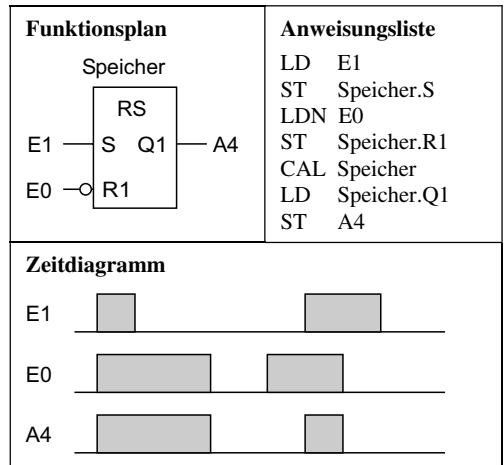 Funktionsplan
Speicher
RS
E1 S Q1 A4
E0 R1
Anweisungsliste
LD E1
ST Speicher.S
LDN E0
ST Speicher.R1
CAL Speicher
LD Speicher.Q1
ST A4
Zeitdiagramm
E1
E0
A4